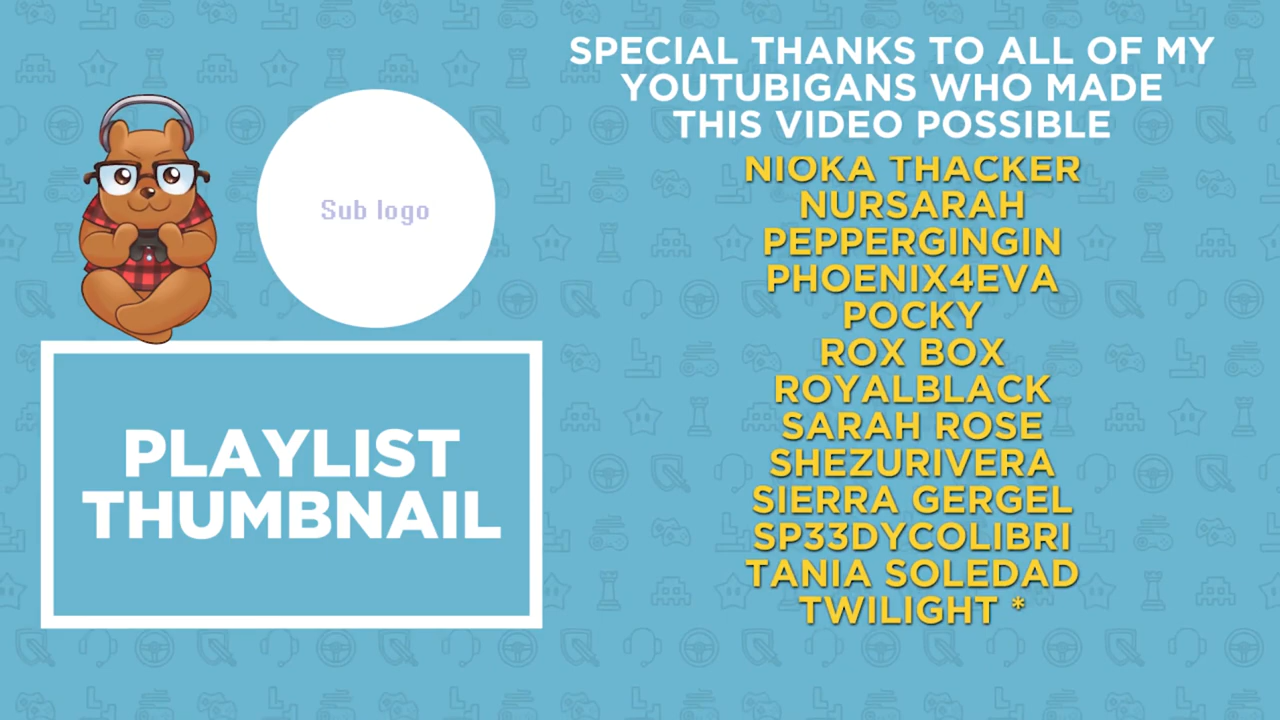 SPECIAL THANKS TO ALL OF MY
YOUTUBIGANS WHO MADE
THIS VIDEO POSSIBLE
NIOKA THACKER
NURSARAH
PEPPERGINGIN
PHOENIX4EVA
POCKY
ROX BOX
ROYALBLACK
SARAH ROSE
SHEZURIVERA
SIERRA GERGEL
SP33DYCOLIBRI
TANIA SOLEDAD
TWILIGHT *
Sub logo
PLAYLIST
THUMBNAIL